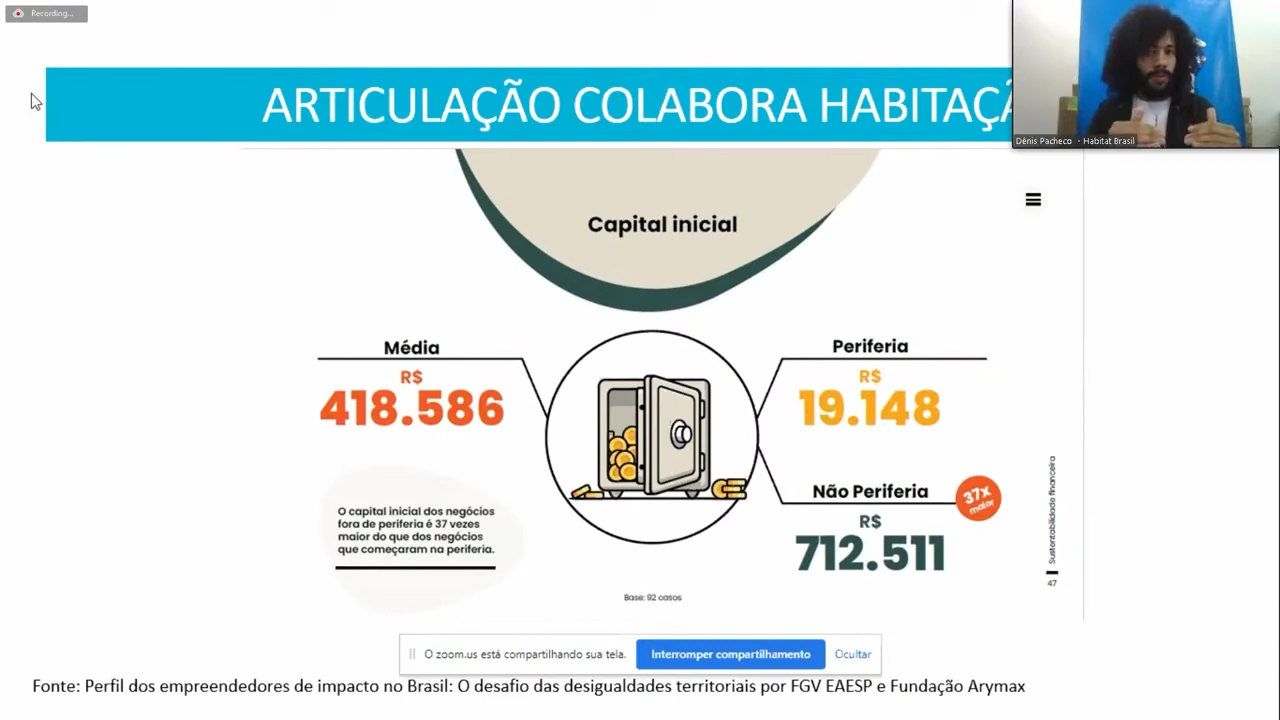 Recording...
ARTICULAÇÃO COLABORA HABITAÇÃ
Dênis Pacheco - Habitat Brasil
Capital inicial
Média
R$
418.586
Periferia
R$
19.148
Não Periferia
37x
maior
R$
712.511
O capital inicial dos negócios
fora de periferia é 37 vezes
maior do que dos negócios
que começaram na periferia.
Sustentabilidade financeira
47
Base: 92 casos
O zoom.us está compartilhando sua tela.
Interromper compartilhamento
Ocultar
Fonte: Perfil dos empreendedores de impacto no Brasil: O desafio das desigualdades territoriais por FGV EAESP e Fundação Arymax